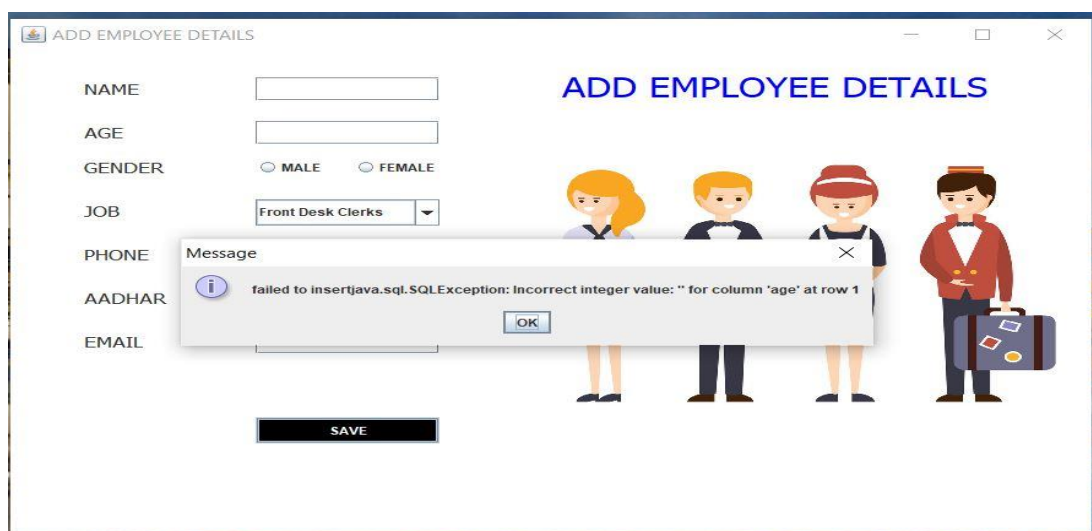 ADD EMPLOYEE DETAILS
NAME
ADD EMPLOYEE DETAILS
AGE
GENDER
MALE
FEMALE
JOB
Front Desk Clerks
PHONE
Message
failed to insertjava.sql.SQLException: Incorrect integer value: '' for column 'age' at row 1
AADHAR
OK
EMAIL
SAVE